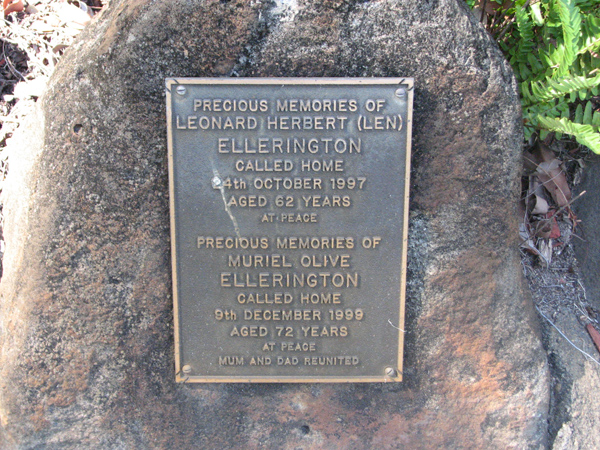 PRECIOUS MEMORIES OF
LEONARD HERBERT (LEN)
ELLERINGTON
CALLED HOME
24th OCTOBER 1997
AGED 62 YEARS
AT PEACE
PRECIOUS MEMORIES OF
MURIEL OLIVE
ELLERINGTON
CALLED HOME
9th DECEMBER 1999
AGED 72 YEARS
AT PEACE
MUM AND DAD REUNITED